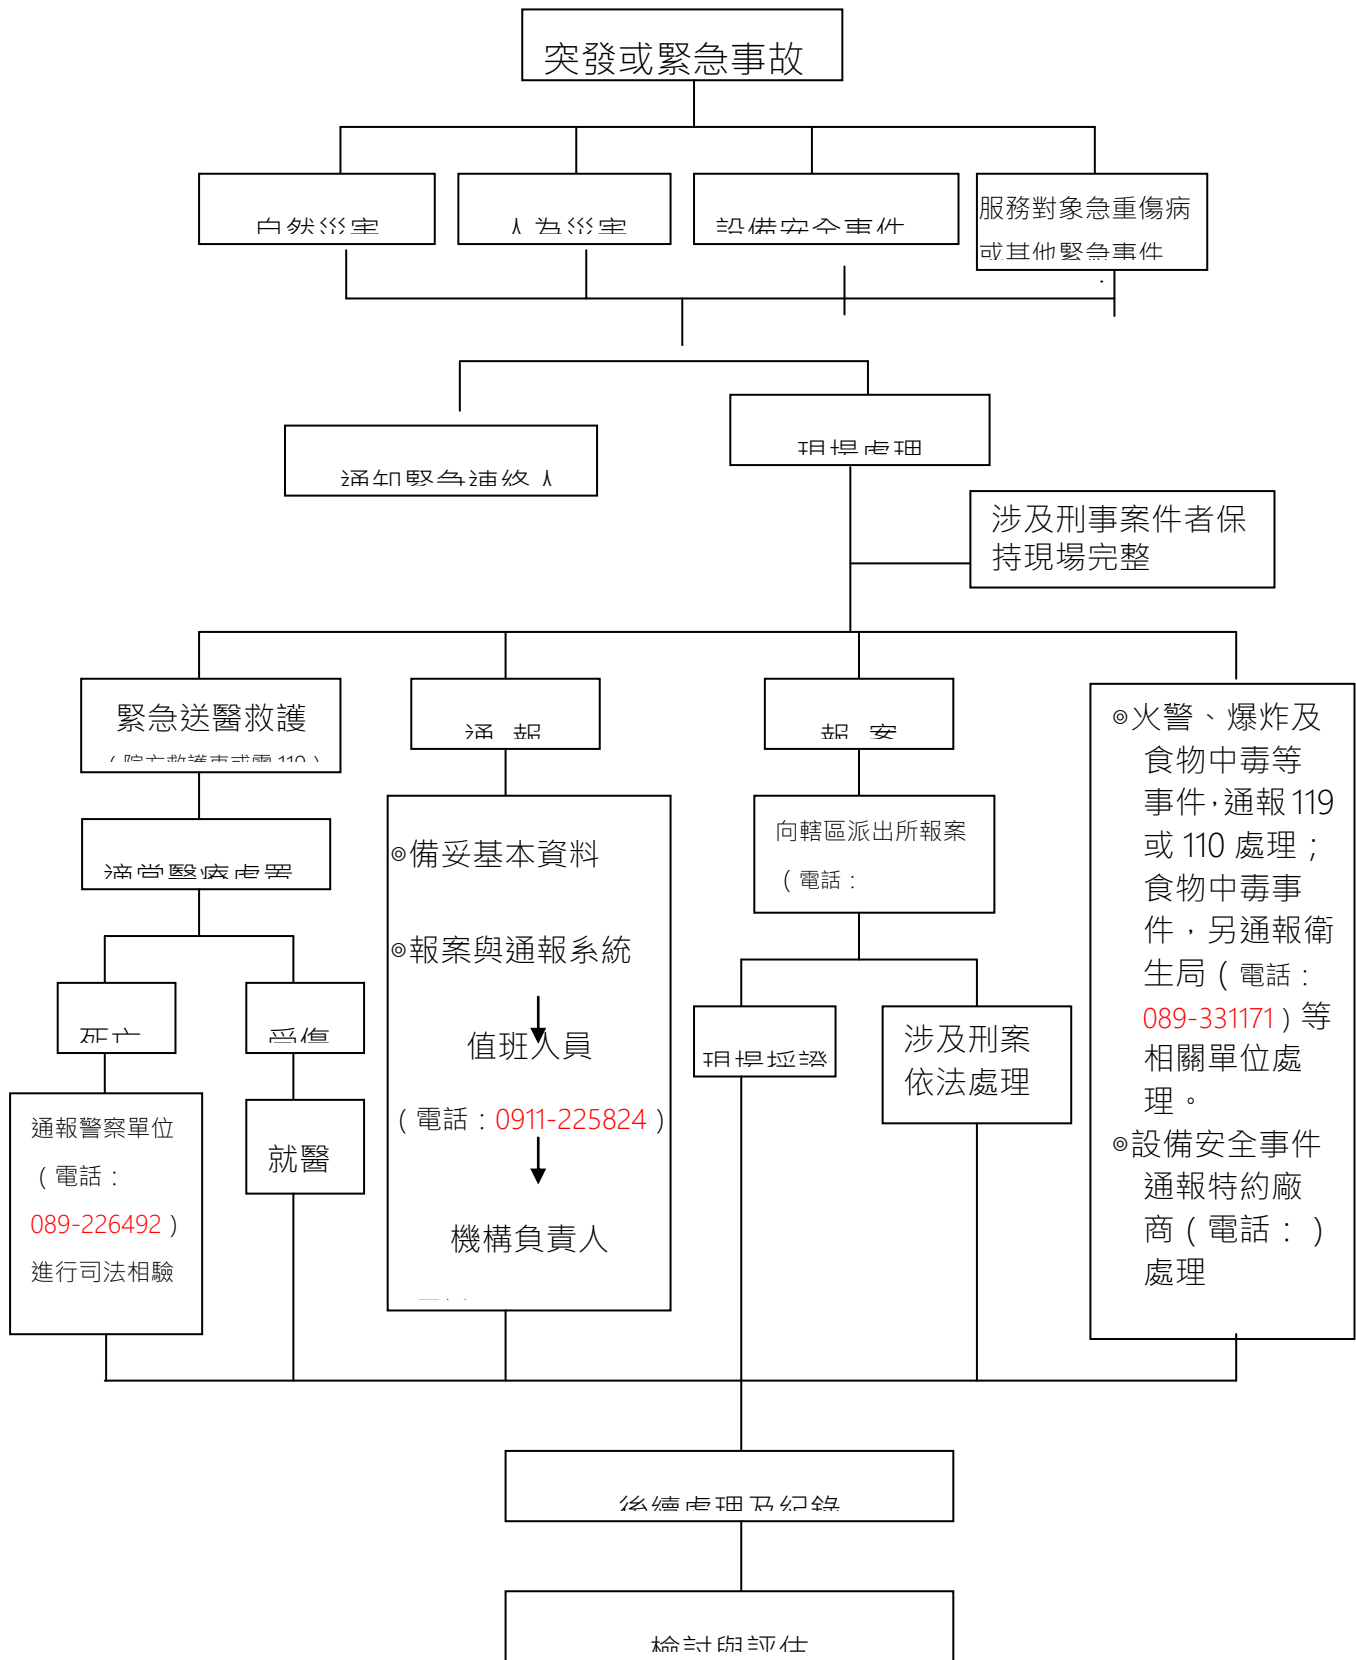 突發或緊急事故
自然災害
人為災害
設備安全事件
服務對象急重傷病
或其他緊急事件
現場處理
通知緊急連絡人
涉及刑事案件者保
持現場完整
緊急送醫救護
(院方救護車或電119)
通 報
報 案
◎火警、爆炸及
食物中毒等
事件,通報119
或 110 處理;
食物中毒事
件,另通報衛
生局(電話:
089-331171)等
相關單位處
理。
◎設備安全事件
通報特約廠
商(電話: )
處理
適當醫療處置
◎備妥基本資料
◎報案與通報系統
值班人員
(電話:0911-225824)
機構負責人
向轄區派出所報案
(電話:
死亡
受傷
現場採證
涉及刑案
依法處理
通報警察單位
(電話:
089-226492)
進行司法相驗
就醫
後續處理及紀錄
檢討與評估